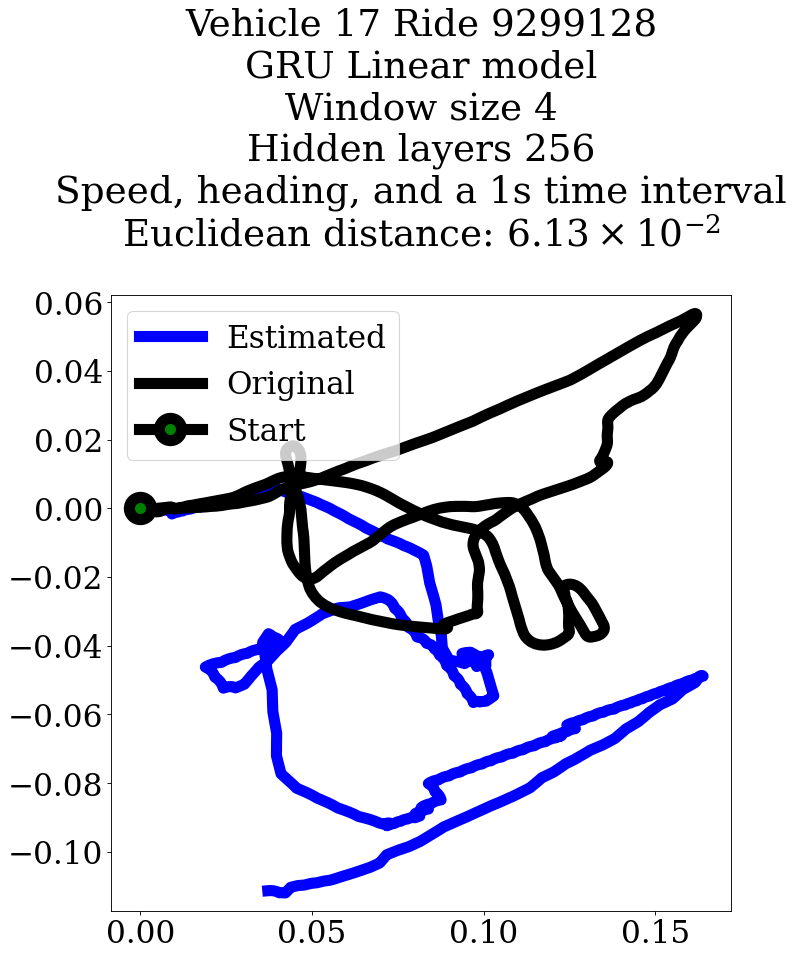 Vehicle 17 Ride 9299128
GRU Linear model
Window size 4
Hidden layers 256
Speed, heading, and a 1s time interval
Euclidean distance: 6.13 × 10⁻²
0.06
0.04
0.02
0.00
−0.02
−0.04
−0.06
−0.08
−0.10
Estimated
Original
Start
0.00 0.05 0.10 0.15